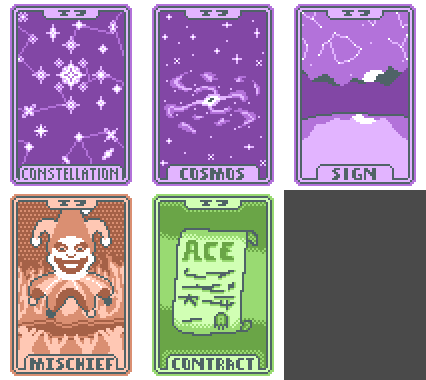 CONSTELLATION
COSMOS
SIGN
MISCHIEF
ACE
CONTRACT